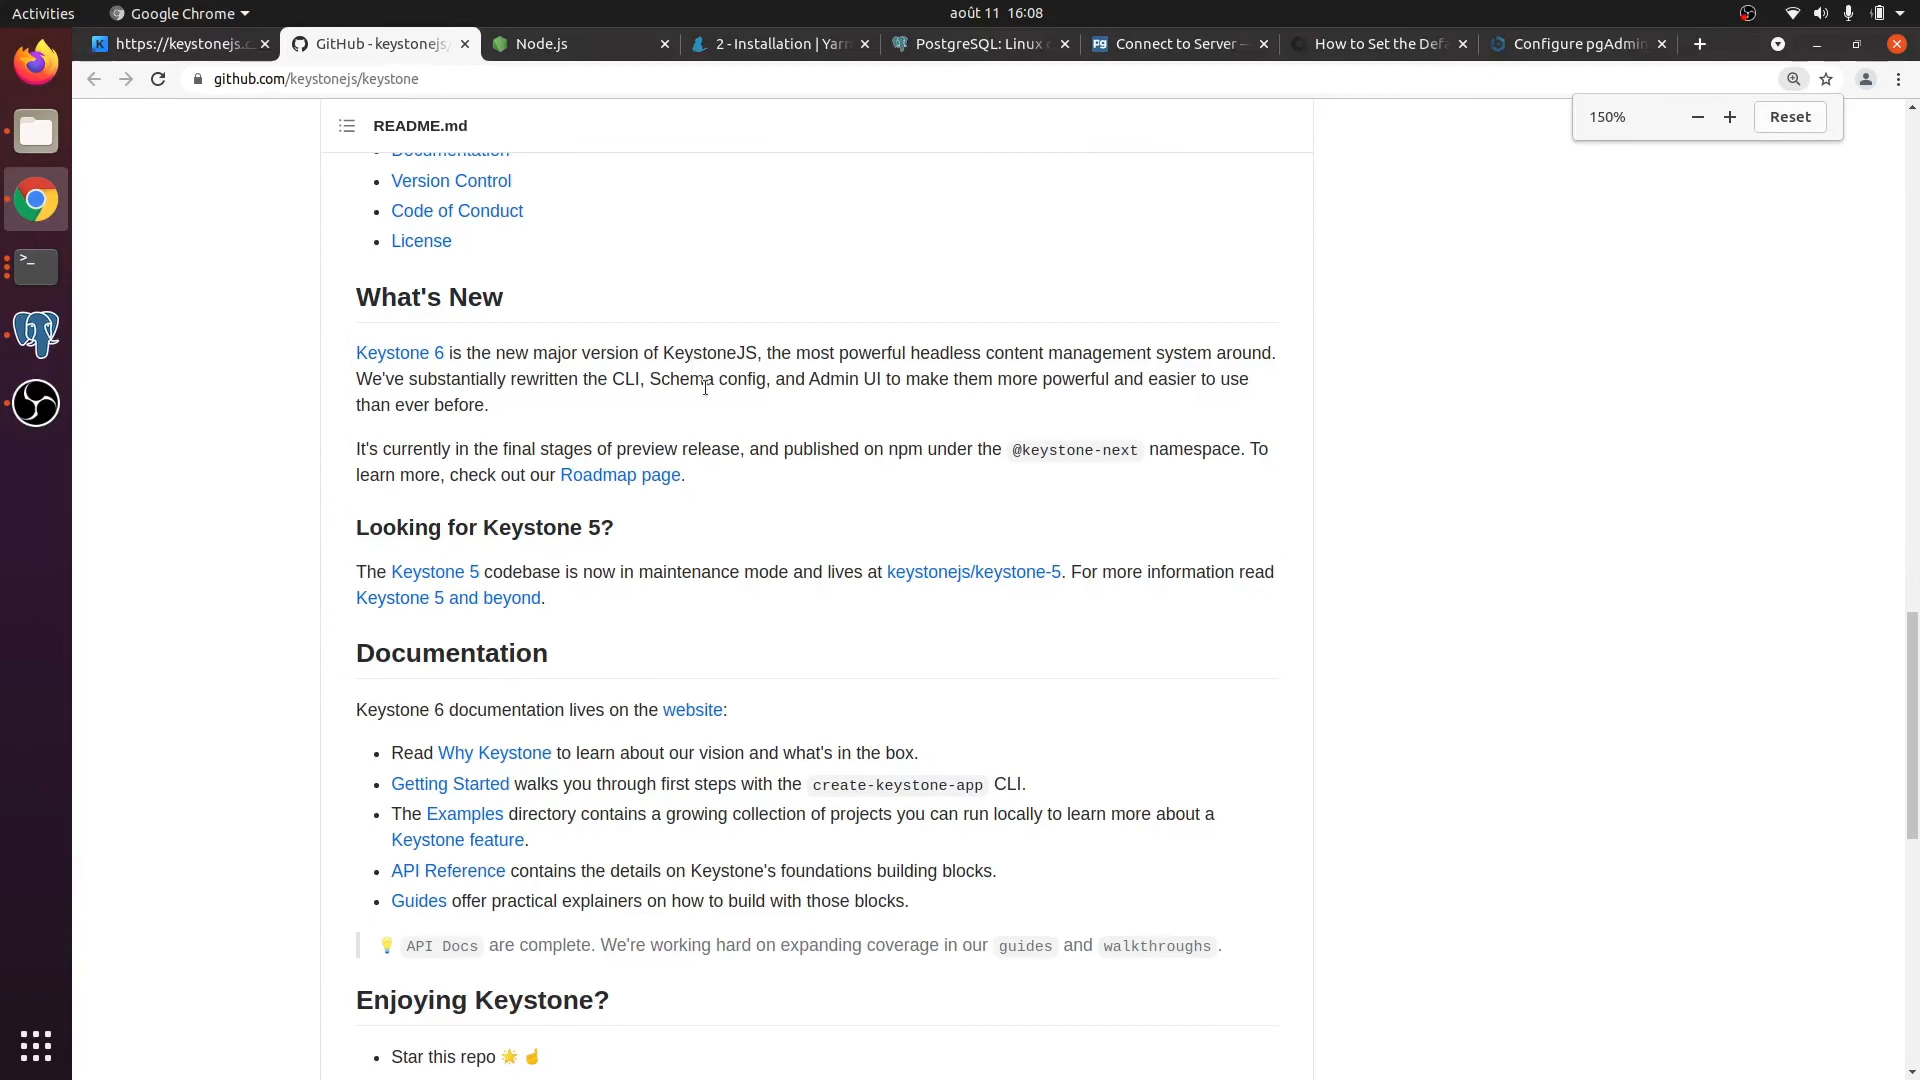 Activities
Google Chrome
août 11 16:08
https://keystonejs.c
GitHub - keystonejs/
Node.js
2 - Installation | Yarn
PostgreSQL: Linux
Connect to Server –
How to Set the Defa
Configure pgAdmin
github.com/keystonejs/keystone
150%
Reset
README.md
Documentation
Version Control
Code of Conduct
License
What's New
Keystone 6 is the new major version of KeystoneJS, the most powerful headless content management system around.
We've substantially rewritten the CLI, Schema config, and Admin UI to make them more powerful and easier to use
than ever before.
It's currently in the final stages of preview release, and published on npm under the @keystone-next namespace. To
learn more, check out our Roadmap page.
Looking for Keystone 5?
The Keystone 5 codebase is now in maintenance mode and lives at keystonejs/keystone-5. For more information read
Keystone 5 and beyond.
Documentation
Keystone 6 documentation lives on the website:
Read Why Keystone to learn about our vision and what's in the box.
Getting Started walks you through first steps with the create-keystone-app CLI.
The Examples directory contains a growing collection of projects you can run locally to learn more about a
Keystone feature.
API Reference contains the details on Keystone's foundations building blocks.
Guides offer practical explainers on how to build with those blocks.
💡 API Docs are complete. We're working hard on expanding coverage in our guides and walkthroughs.
Enjoying Keystone?
Star this repo 🌟 ☝️